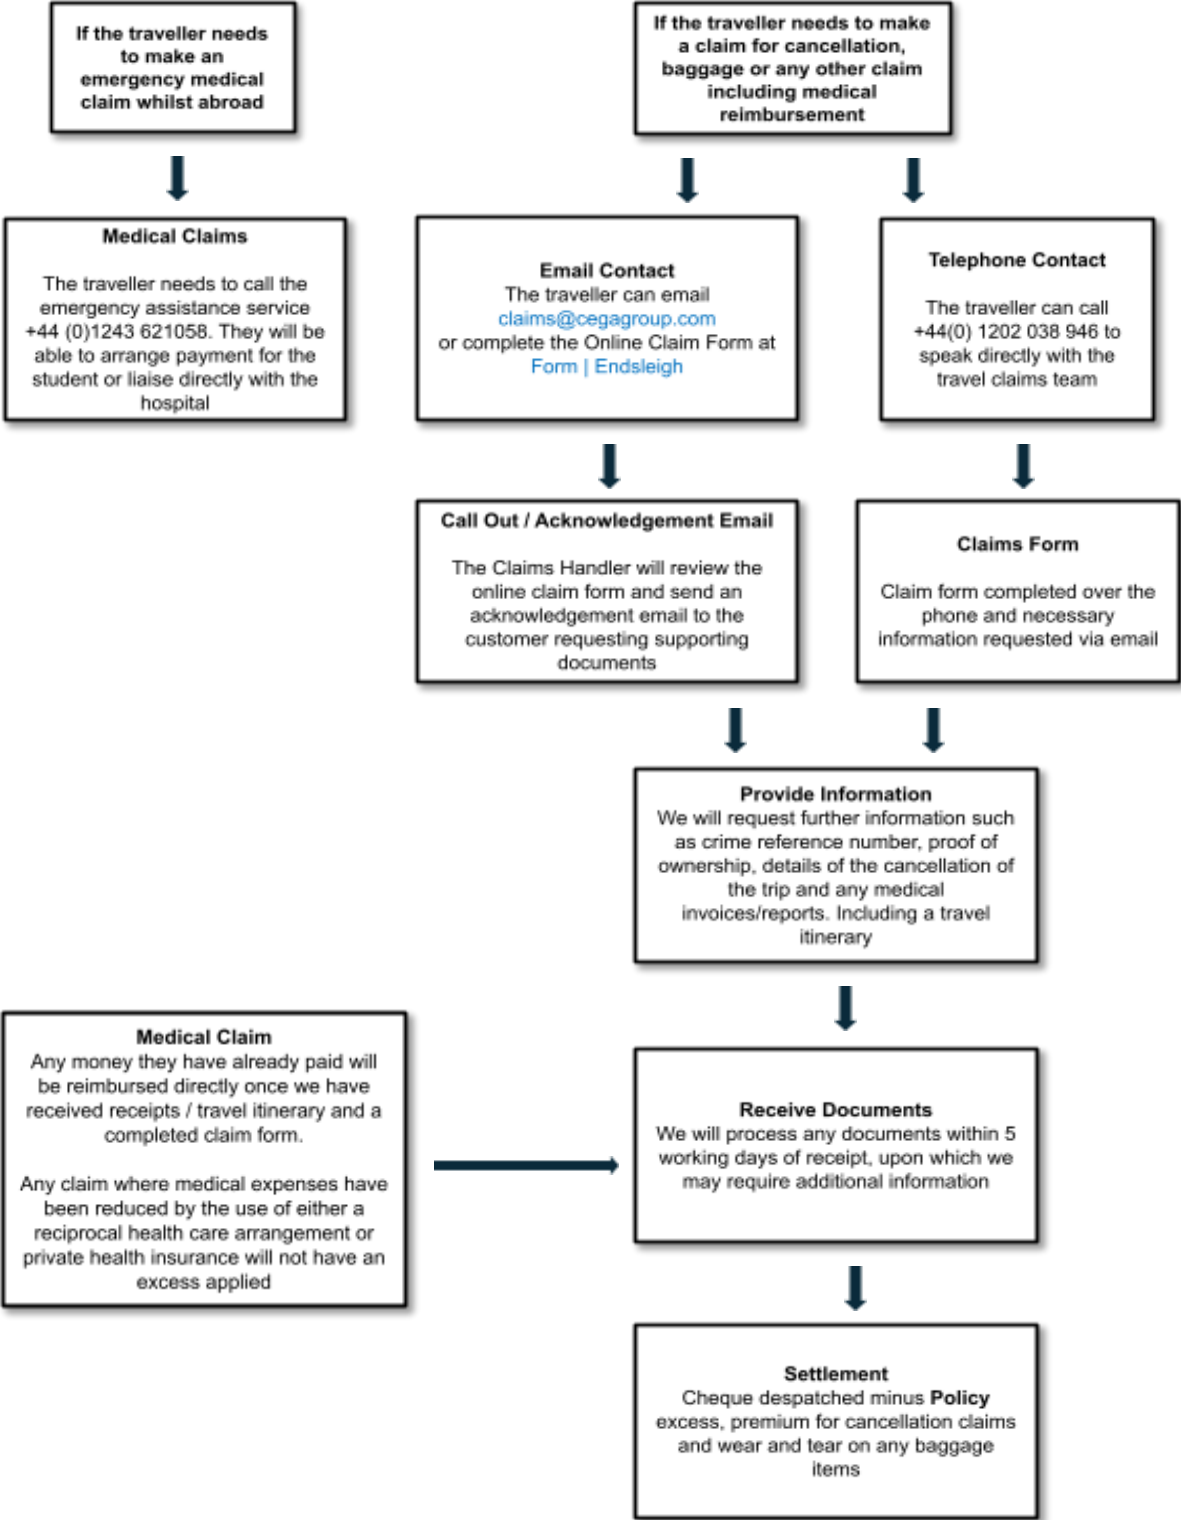 If the traveller needs
to make an
emergency medical
claim whilst abroad
If the traveller needs to make
a claim for cancellation,
baggage or any other claim
including medical
reimbursement
Medical Claims
The traveller needs to call the
emergency assistance service
+44 (0)1243 621058. They will be
able to arrange payment for the
student or liaise directly with the
hospital
Email Contact
The traveller can email
claims@cegagroup.com
or complete the Online Claim Form at
Form | Endsleigh
Telephone Contact
The traveller can call
+44(0) 1202 038 946 to
speak directly with the
travel claims team
Call Out / Acknowledgement Email
The Claims Handler will review the
online claim form and send an
acknowledgement email to the
customer requesting supporting
documents
Claims Form
Claim form completed over the
phone and necessary
information requested via email
Provide Information
We will request further information such
as crime reference number, proof of
ownership, details of the cancellation of
the trip and any medical
invoices/reports. Including a travel
itinerary
Medical Claim
Any money they have already paid will
be reimbursed directly once we have
received receipts / travel itinerary and a
completed claim form.
Any claim where medical expenses have
been reduced by the use of either a
reciprocal health care arrangement or
private health insurance will not have an
excess applied
Receive Documents
We will process any documents within 5
working days of receipt, upon which we
may require additional information
Settlement
Cheque despatched minus Policy
excess, premium for cancellation claims
and wear and tear on any baggage
items